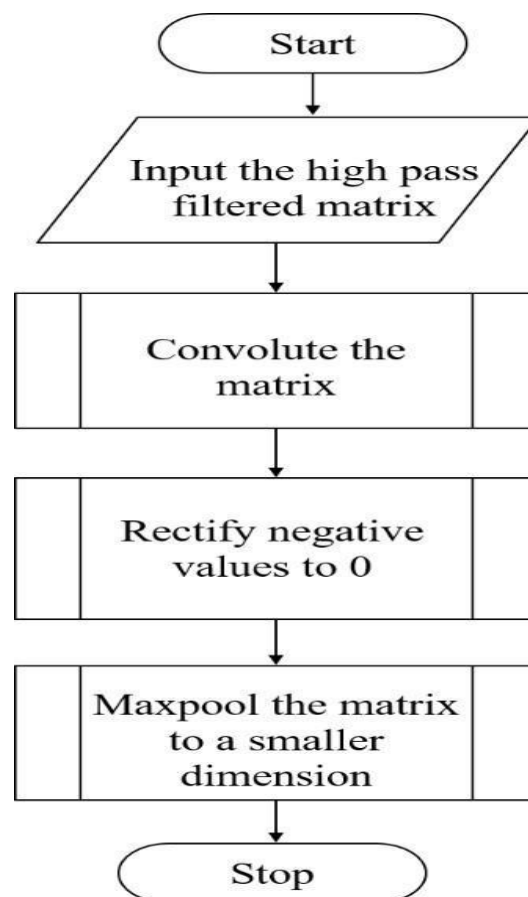 Start
Input the high pass
filtered matrix
Convolute the
matrix
Rectify negative
values to 0
Maxpool the matrix
to a smaller
dimension
Stop